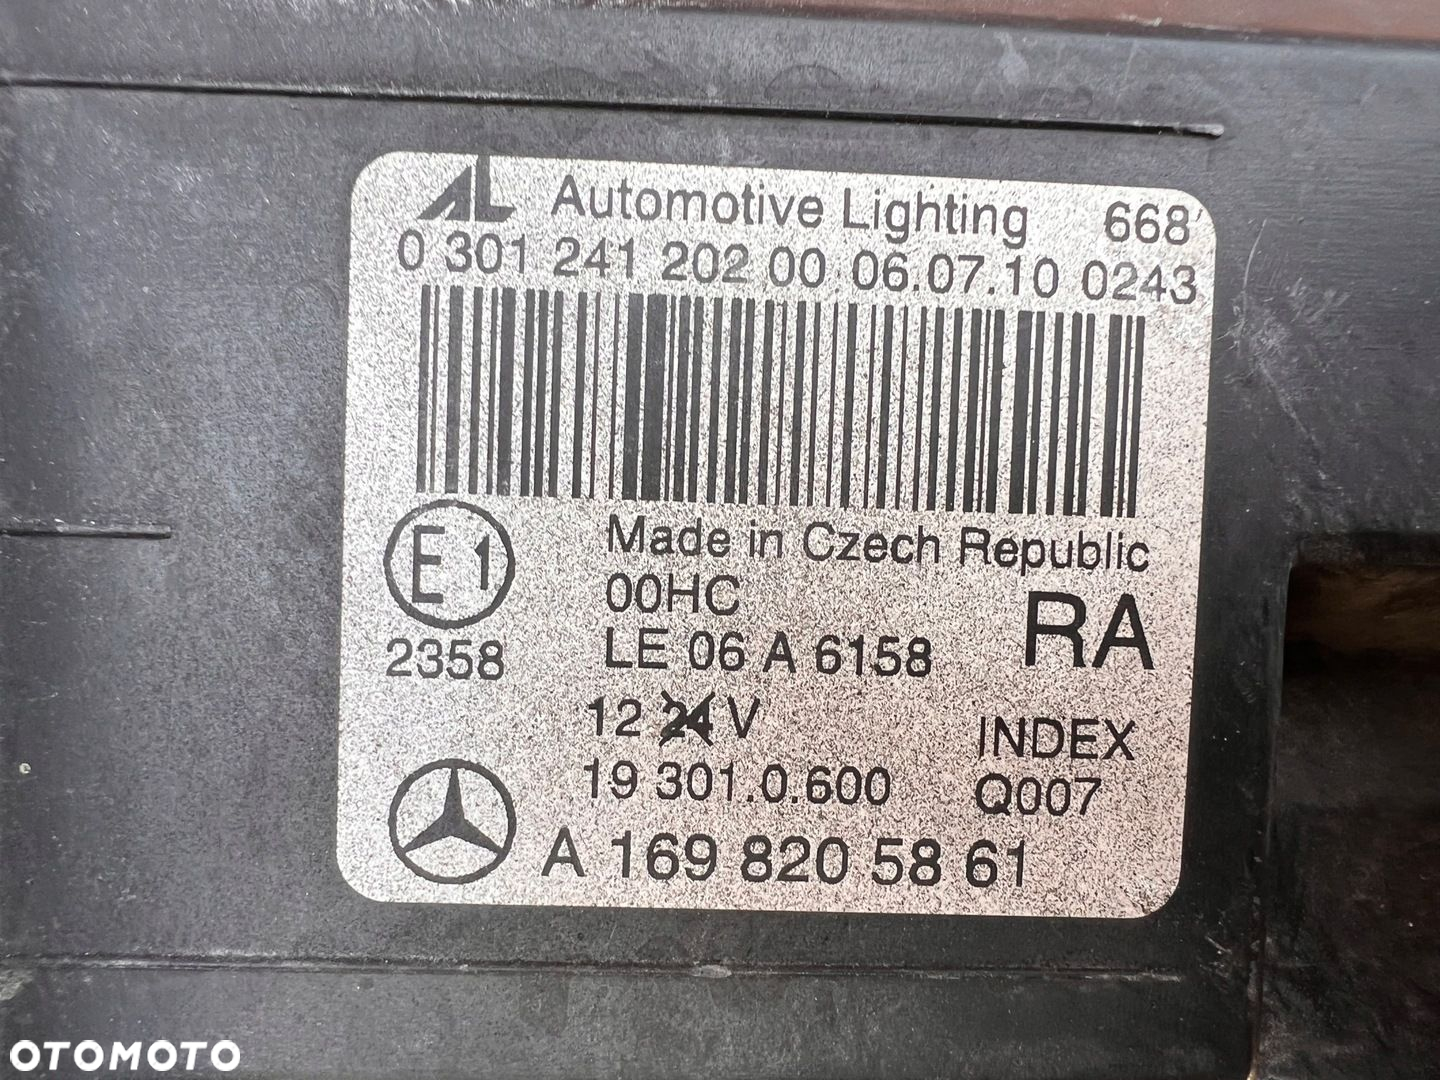 AL Automotive Lighting 668
0 301 241 202 00 06.07.10 0243
Made in Czech Republic
E1 00HC
2358 LE 06 A 6158 RA
12 24 V INDEX
19 301.0.600 Q007
A 169 820 58 61
OTOMOTO